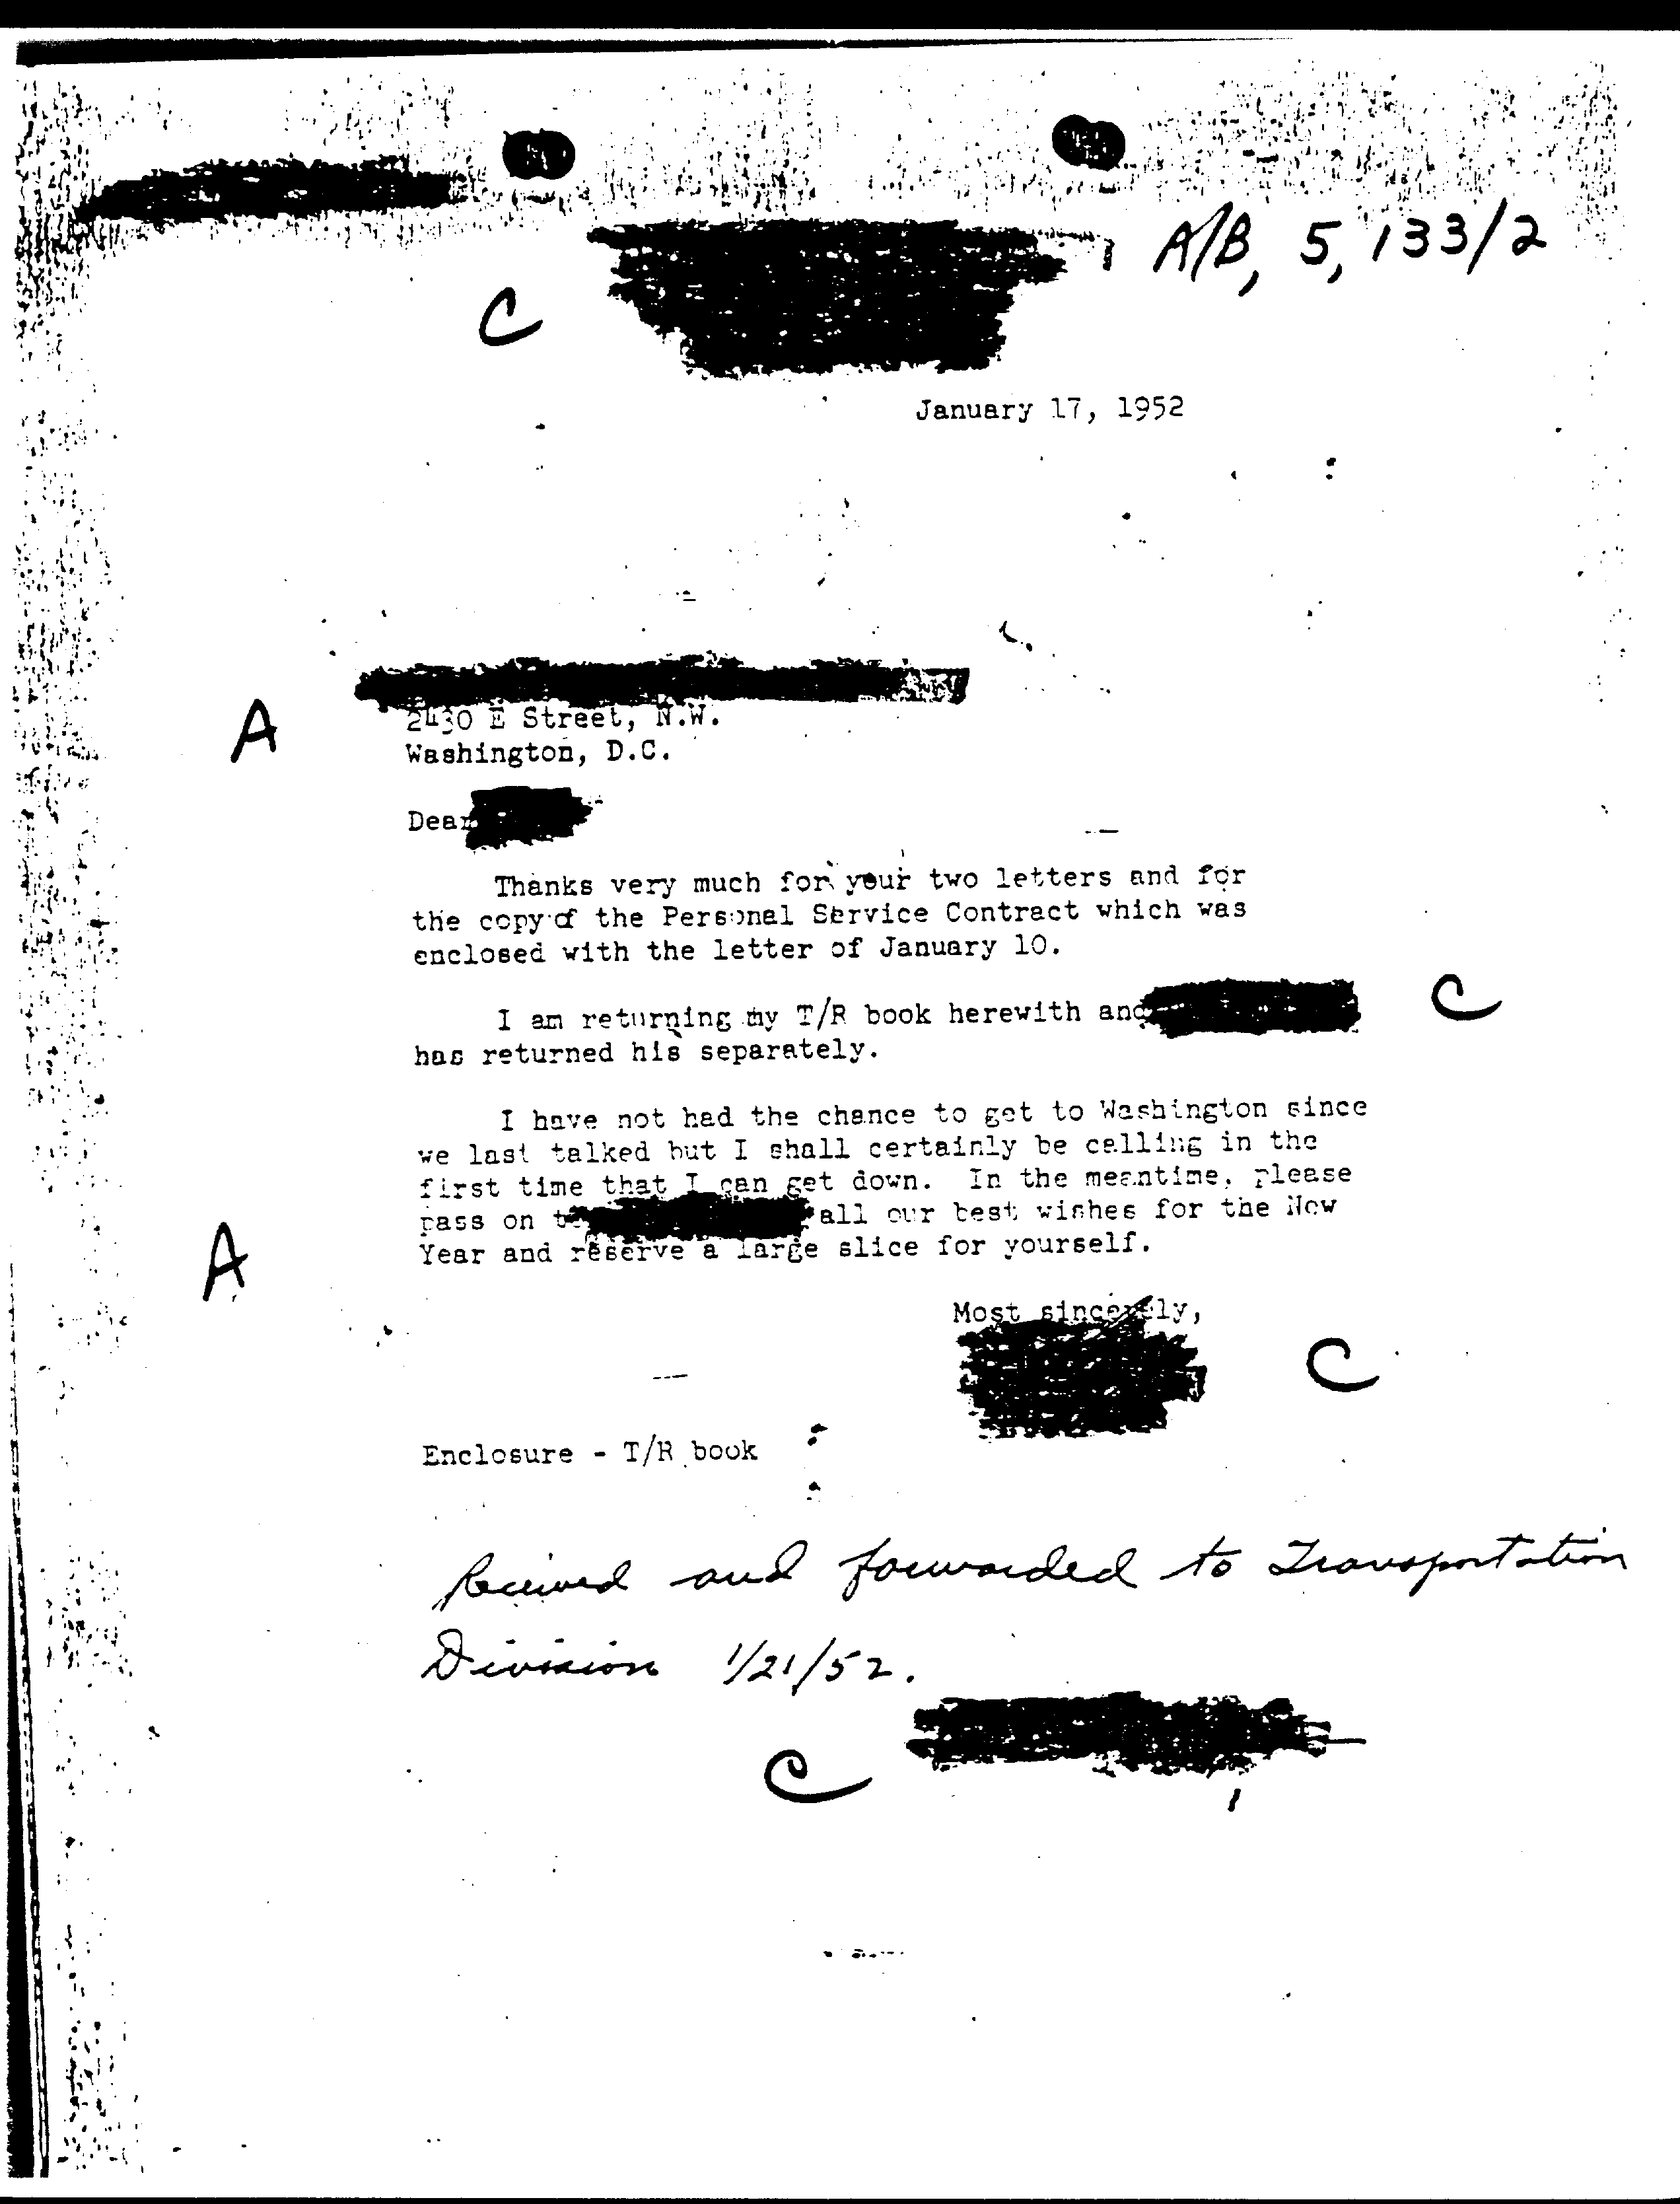 A/B, 5, 133/2
C
January 17, 1952
A
2430 E Street, N.W.
Washington, D.C.
Dear
Thanks very much for your two letters and for
the copy of the Personal Service Contract which was
enclosed with the letter of January 10.
I am returning my T/R book herewith and
C
has returned his separately.
I have not had the chance to get to Washington since
we last talked but I shall certainly be calling in the
first time that I can get down. In the meantime, please
pass on to all our best wishes for the New
A
Year and reserve a large slice for yourself.
Most sincerely,
C
Enclosure - T/R book
Received and forwarded to Transportation
Division 1/21/52.
C